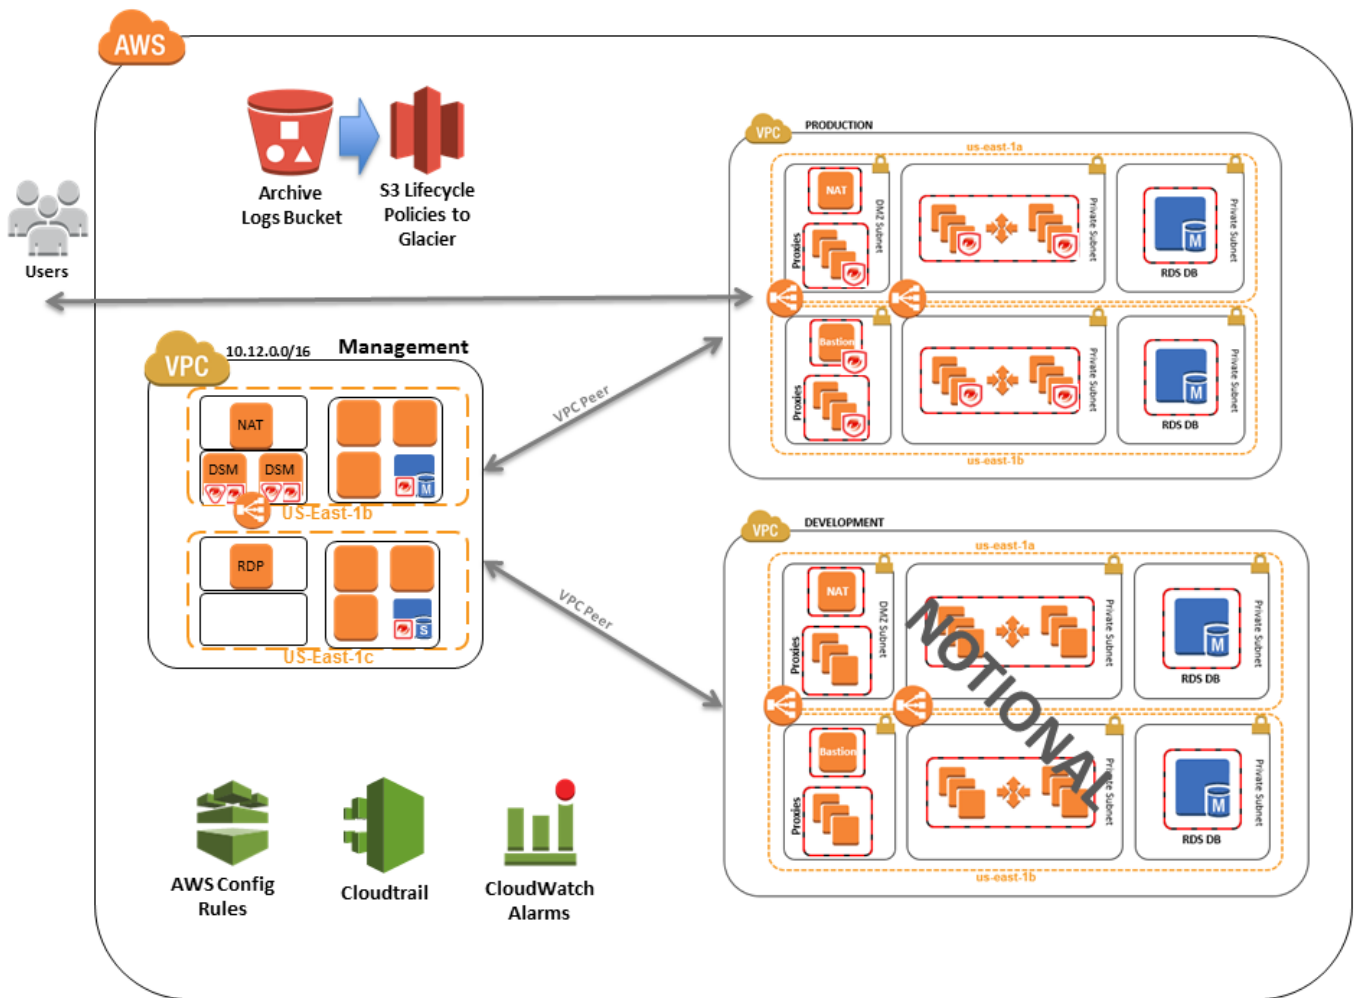 AWS
Archive
Logs Bucket
S3 Lifecycle
Policies to
Glacier
Users
VPC
10.12.0.0/16
Management
NAT
DSM
DSM
M
US-East-1b
RDP
S
US-East-1c
VPC Peer
VPC Peer
AWS Config
Rules
Cloudtrail
CloudWatch
Alarms
VPC
PRODUCTION
us-east-1a
NAT
DMZ Subnet
Proxies
Private Subnet
M
RDS DB
Private Subnet
Bastion
Proxies
Private Subnet
M
RDS DB
Private Subnet
us-east-1b
VPC
DEVELOPMENT
us-east-1a
NAT
DMZ Subnet
Proxies
Private Subnet
M
RDS DB
Private Subnet
NOTIONAL
Bastion
Proxies
Private Subnet
M
RDS DB
Private Subnet
us-east-1b